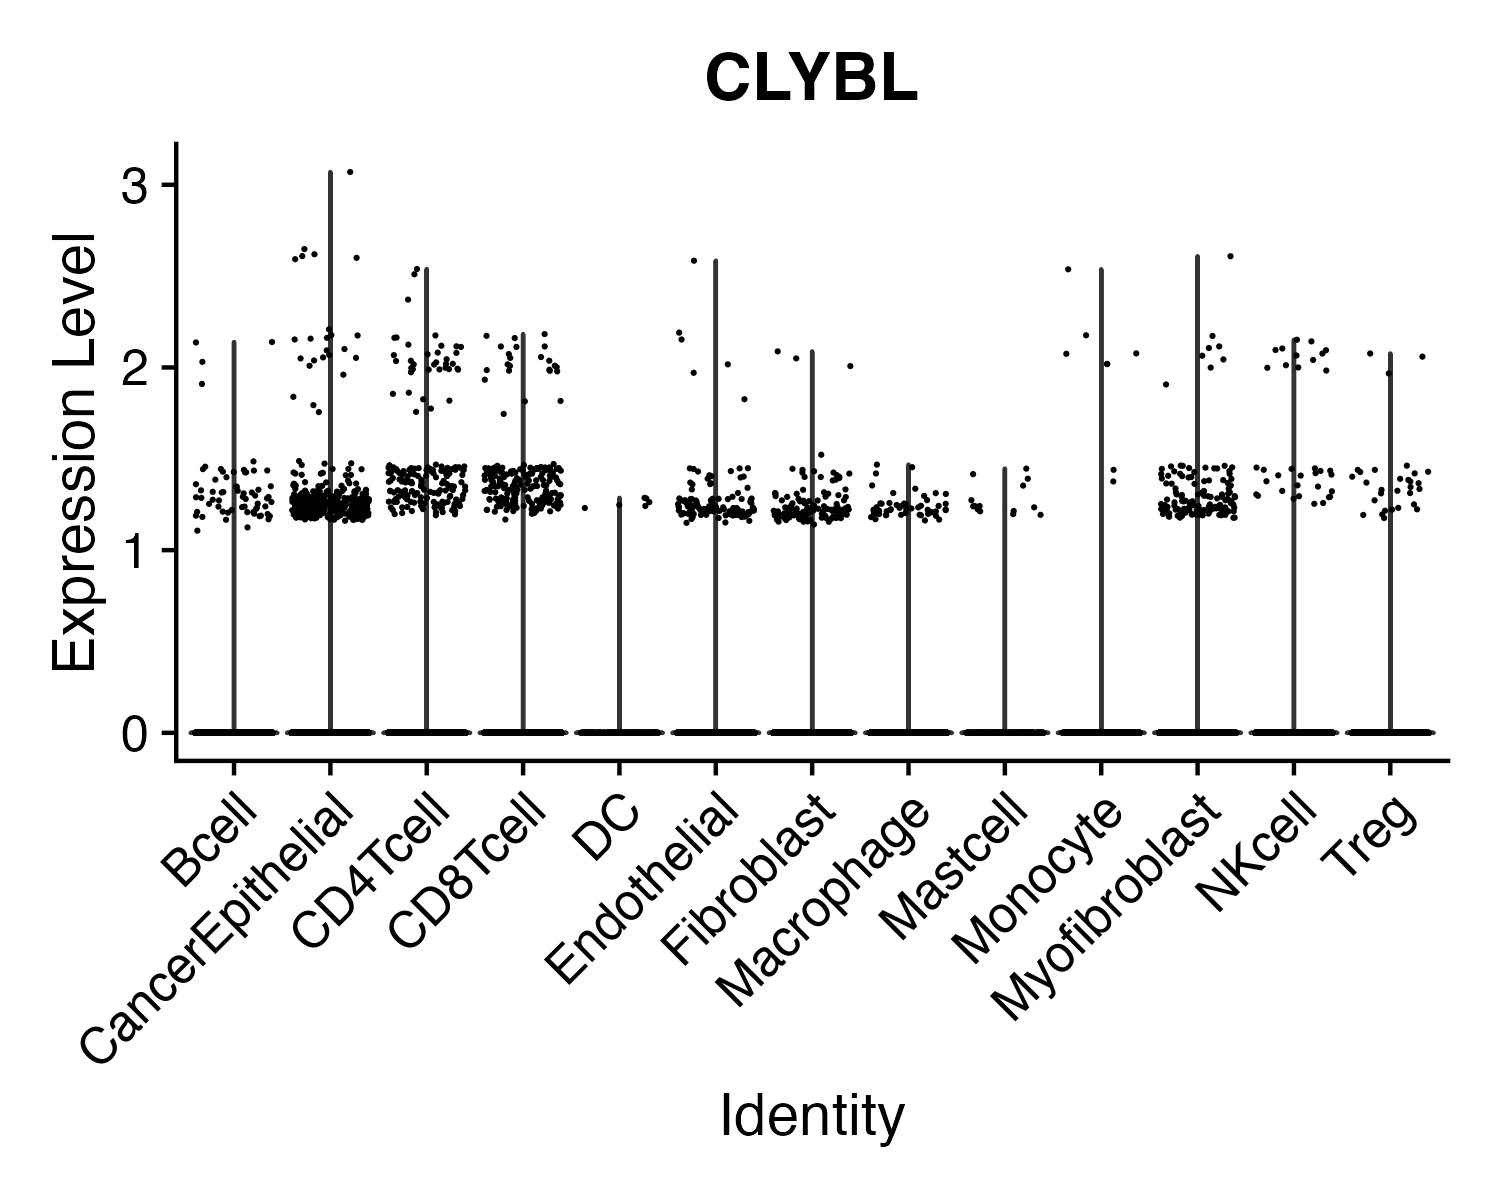 CLYBL
Expression Level
3
2
1
0
Bcell
CancerEpithelial
CD4Tcell
CD8Tcell
DC
Endothelial
Fibroblast
Macrophage
Mastcell
Monocyte
Myofibroblast
NKcell
Treg
Identity